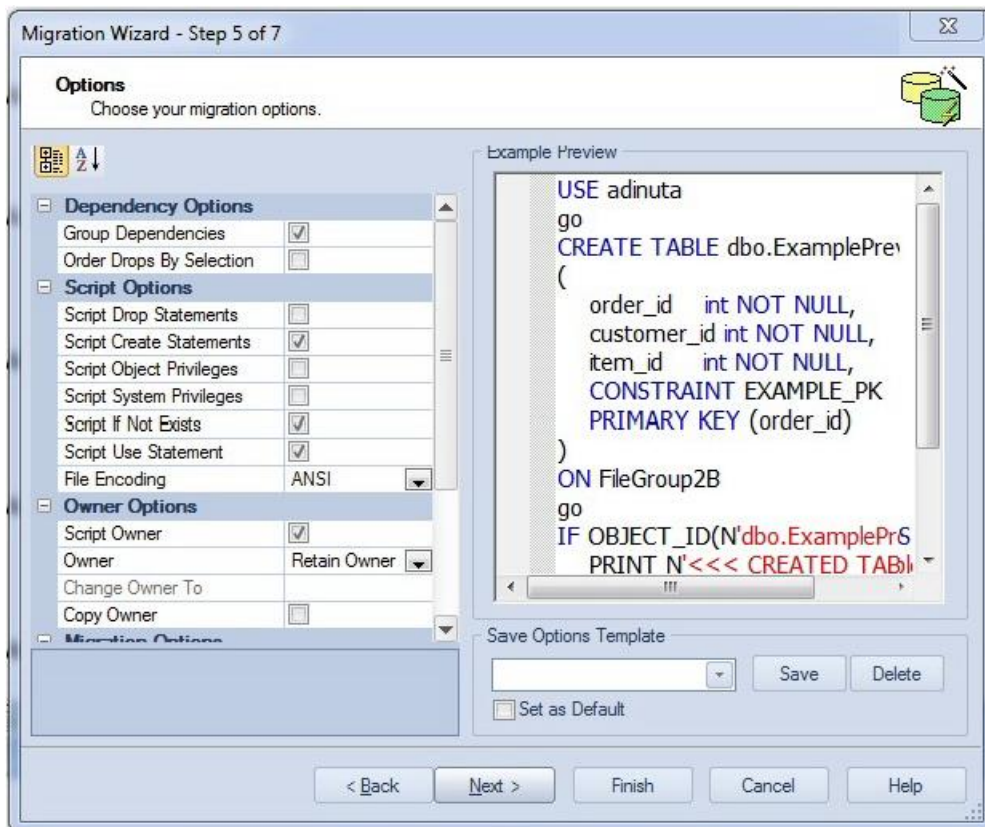 Migration Wizard - Step 5 of 7
Options
Choose your migration options.
Dependency Options
Group Dependencies
Order Drops By Selection
Script Options
Script Drop Statements
Script Create Statements
Script Object Privileges
Script System Privileges
Script If Not Exists
Script Use Statement
File Encoding ANSI
Owner Options
Script Owner
Owner Retain Owner
Change Owner To
Copy Owner
Migration Options
Example Preview
USE adinuta
go
CREATE TABLE dbo.ExamplePrev
(
order_id int NOT NULL,
customer_id int NOT NULL,
item_id int NOT NULL,
CONSTRAINT EXAMPLE_PK
PRIMARY KEY (order_id)
)
ON FileGroup2B
go
IF OBJECT_ID(N'dbo.ExamplePr
PRINT N'<<< CREATED
Save Options Template
Save Delete
Set as Default
< Back Next > Finish Cancel Help